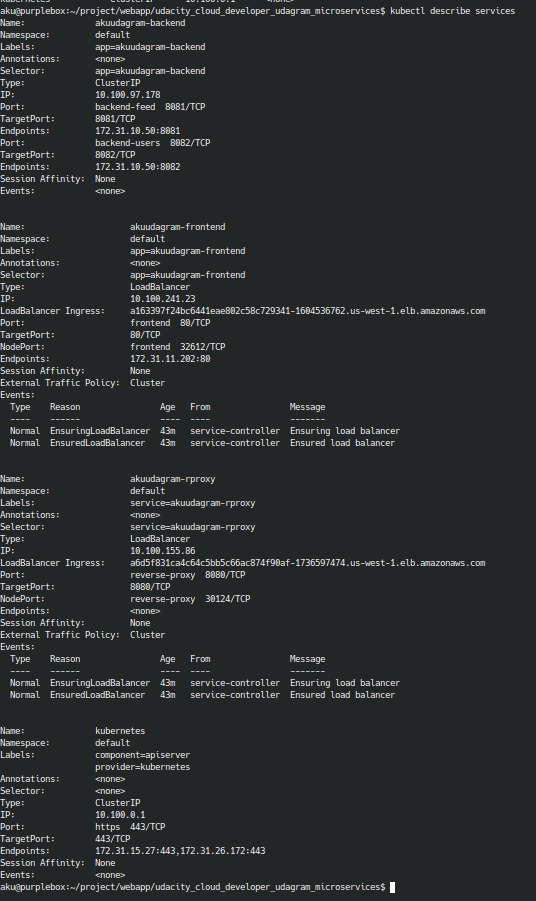 aku@purplebox:~/project/webapp/udacity_cloud_developer_udagram_microservices$ kubectl describe services
Name: akuudagram-backend
Namespace: default
Labels: app=akuudagram-backend
Annotations: <none>
Selector: app=akuudagram-backend
Type: ClusterIP
IP: 10.100.97.178
Port: backend-feed 8081/TCP
TargetPort: 8081/TCP
Endpoints: 172.31.10.50:8081
Port: backend-users 8082/TCP
TargetPort: 8082/TCP
Endpoints: 172.31.10.50:8082
Session Affinity: None
Events: <none>
Name: akuudagram-frontend
Namespace: default
Labels: app=akuudagram-frontend
Annotations: <none>
Selector: app=akuudagram-frontend
Type: LoadBalancer
IP: 10.100.241.23
LoadBalancer Ingress: a163397f24bc6441eae802c58c729341-1604536762.us-west-1.elb.amazonaws.com
Port: frontend 80/TCP
TargetPort: 80/TCP
NodePort: frontend 32612/TCP
Endpoints: 172.31.11.202:80
Session Affinity: None
External Traffic Policy: Cluster
Events:
Type Reason Age From Message
---- ------ ---- ---- -------
Normal EnsuringLoadBalancer 43m service-controller Ensuring load balancer
Normal EnsuredLoadBalancer 43m service-controller Ensured load balancer
Name: akuudagram-rproxy
Namespace: default
Labels: service=akuudagram-rproxy
Annotations: <none>
Selector: service=akuudagram-rproxy
Type: LoadBalancer
IP: 10.100.155.86
LoadBalancer Ingress: a6d5f831ca4c64c5bb5c66ac874f90af-1736597474.us-west-1.elb.amazonaws.com
Port: reverse-proxy 8080/TCP
TargetPort: 8080/TCP
NodePort: reverse-proxy 30124/TCP
Endpoints: <none>
Session Affinity: None
External Traffic Policy: Cluster
Events:
Type Reason Age From Message
---- ------ ---- ---- -------
Normal EnsuringLoadBalancer 43m service-controller Ensuring load balancer
Normal EnsuredLoadBalancer 43m service-controller Ensured load balancer
Name: kubernetes
Namespace: default
Labels: component=apiserver
provider=kubernetes
Annotations: <none>
Selector: <none>
Type: ClusterIP
IP: 10.100.0.1
Port: https 443/TCP
TargetPort: 443/TCP
Endpoints: 172.31.15.27:443,172.31.26.172:443
Session Affinity: None
Events: <none>
aku@purplebox:~/project/webapp/udacity_cloud_developer_udagram_microservices$